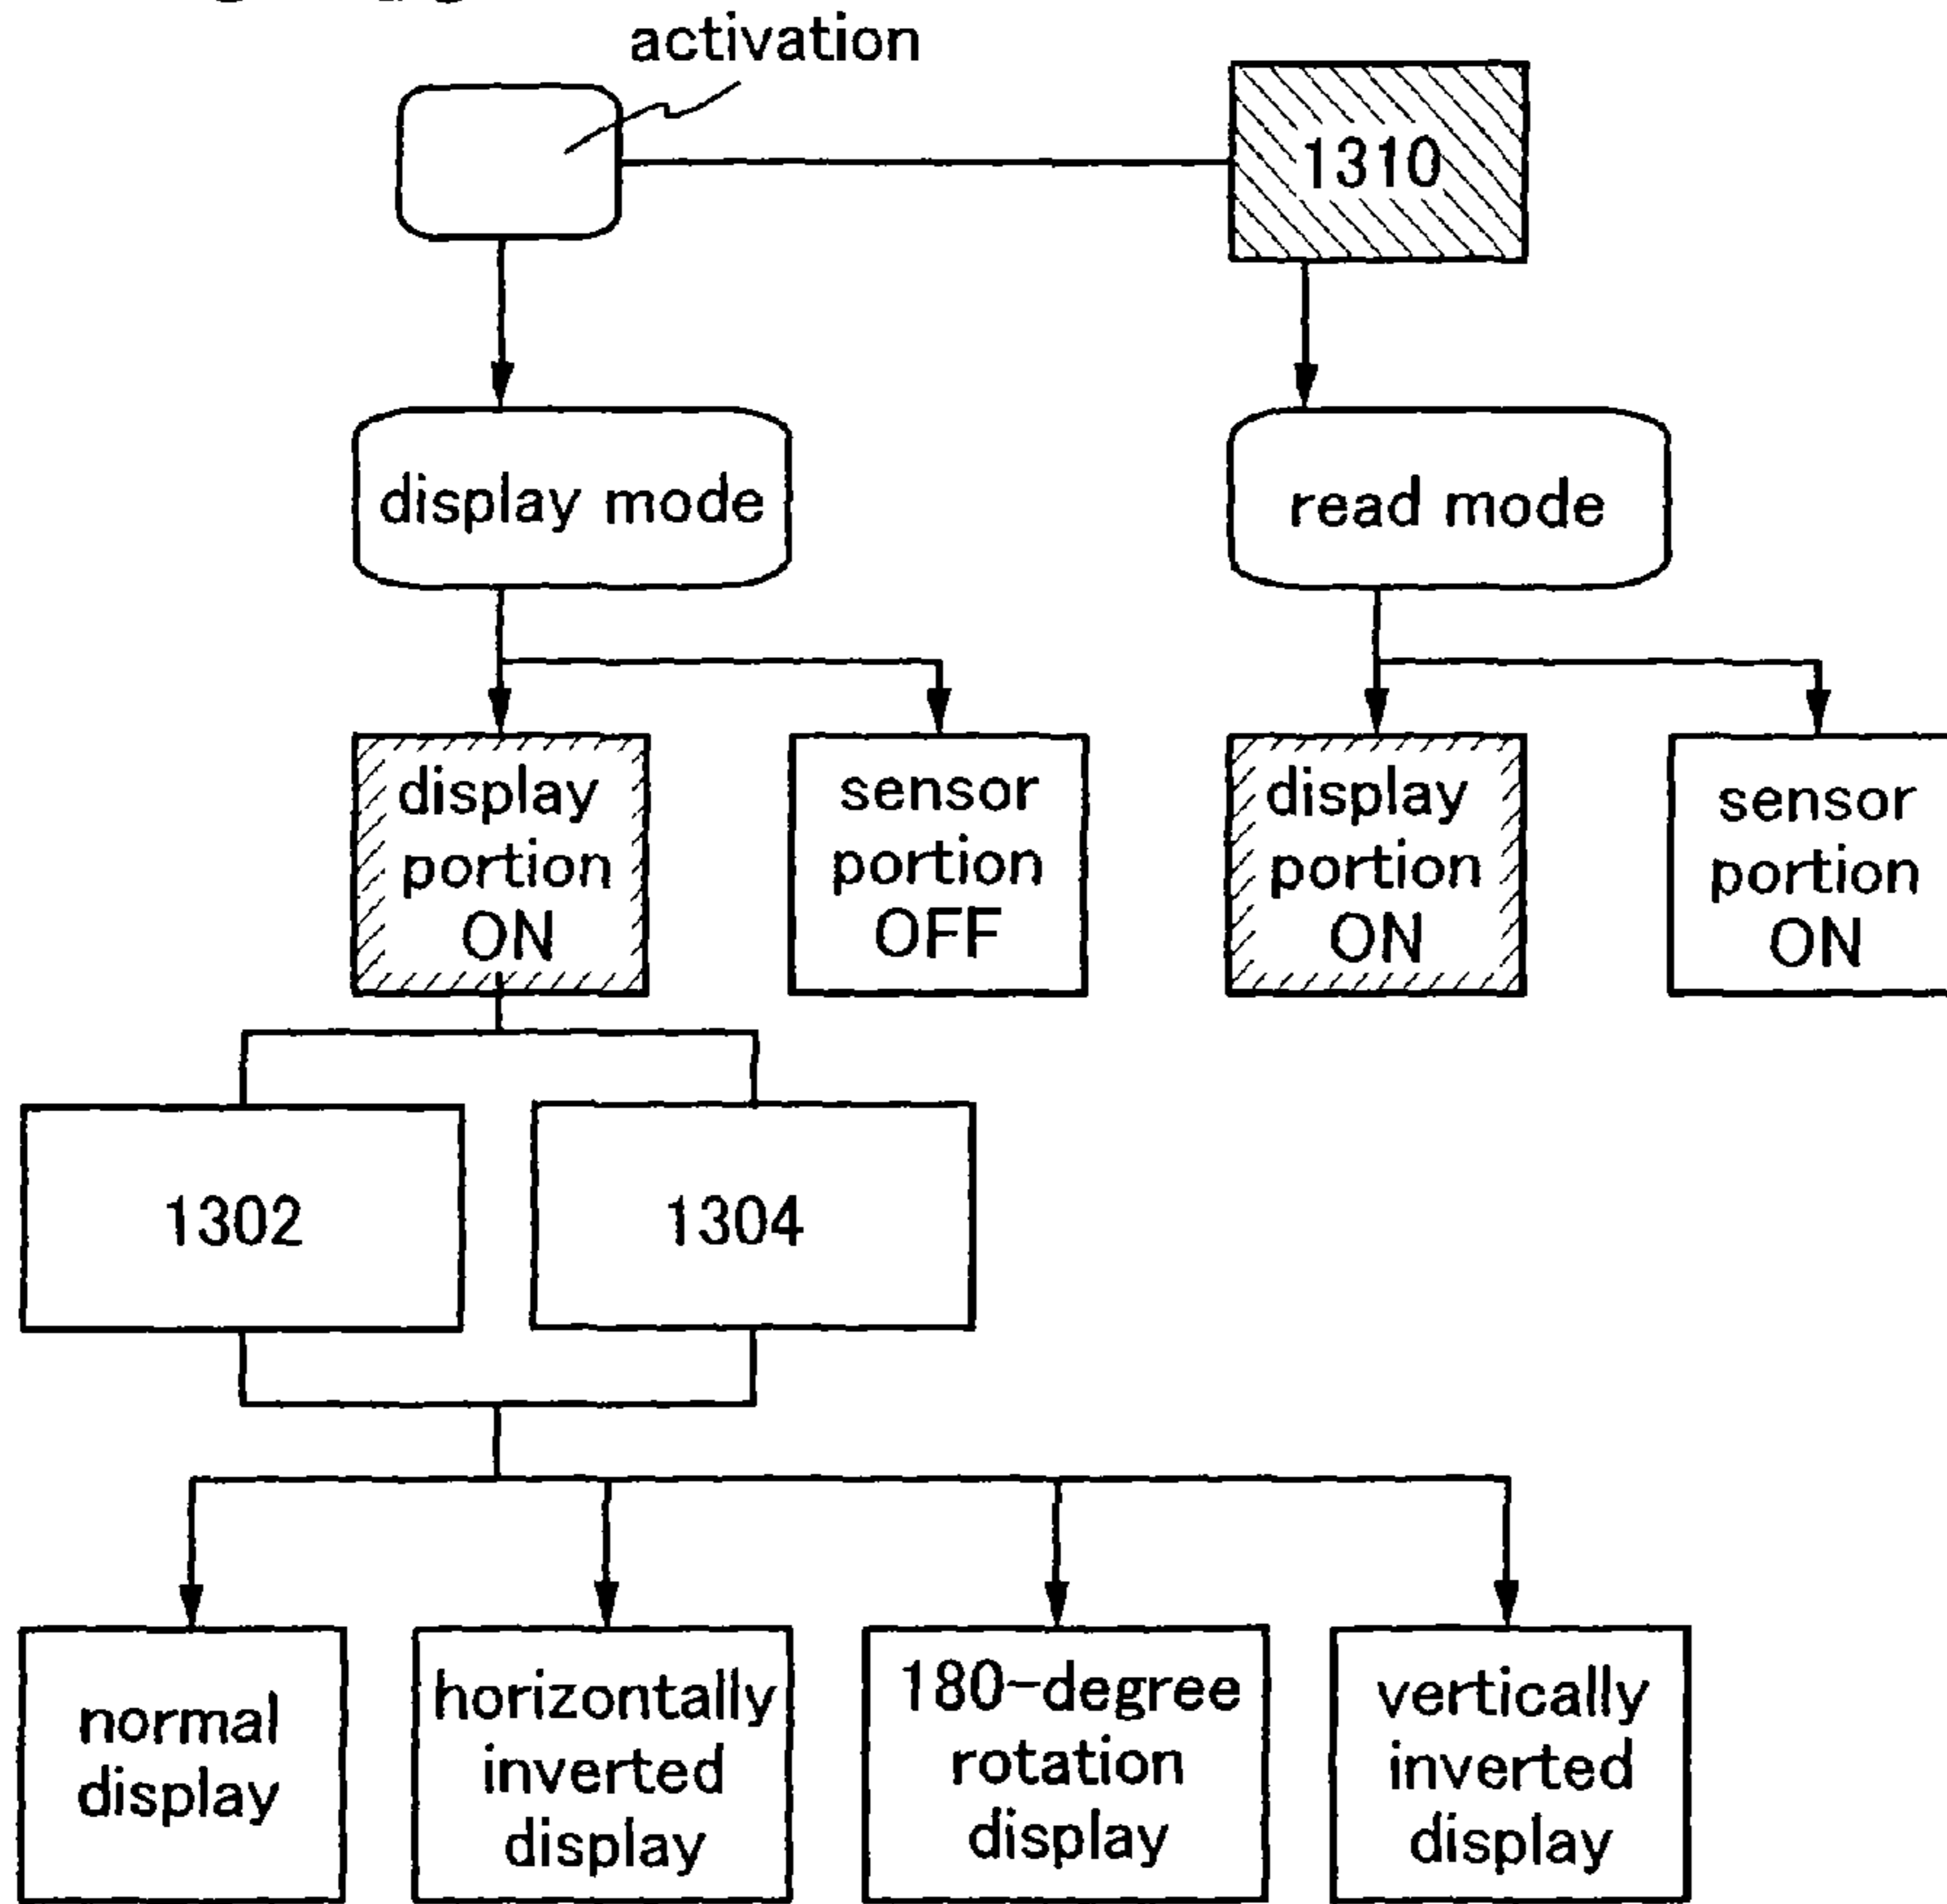 activation
1310
display mode
read mode
display
portion
ON
sensor
portion
OFF
display
portion
ON
sensor
portion
ON
1302
1304
normal
display
horizontally
inverted
display
180-degree
rotation
display
vertically
inverted
display